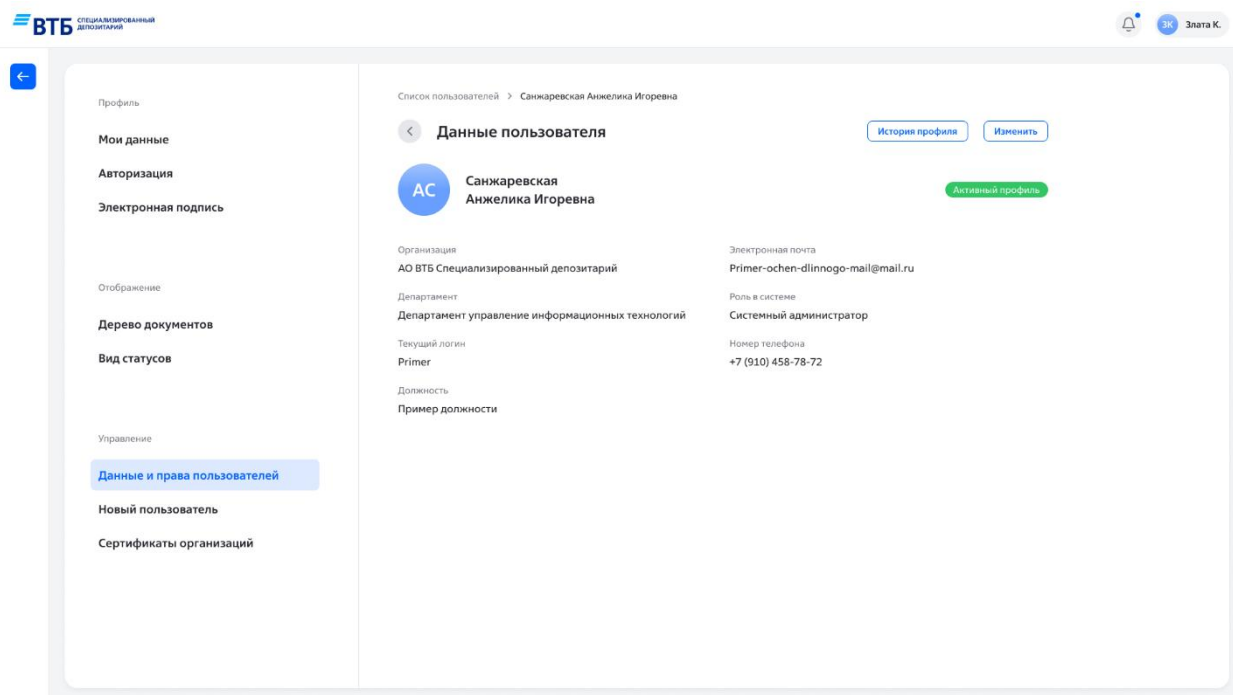 ВТБ СПЕЦИАЛИЗИРОВАННЫЙ
ДЕПОЗИТАРИЙ
ЗК Злата К.
Профиль
Мои данные
Авторизация
Электронная подпись
Отображение
Дерево документов
Вид статусов
Управление
Данные и права пользователей
Новый пользователь
Сертификаты организаций
Список пользователей > Санжаревская Анжелика Игоревна
Данные пользователя
История профиля
Изменить
АС
Санжаревская
Анжелика Игоревна
Активный профиль
Организация
АО ВТБ Специализированный депозитарий
Департамент
Департамент управление информационных технологий
Текущий логин
Primer
Должность
Пример должности
Электронная почта
Primer-ochen-dlinnogo-mail@mail.ru
Роль в системе
Системный администратор
Номер телефона
+7 (910) 458-78-72